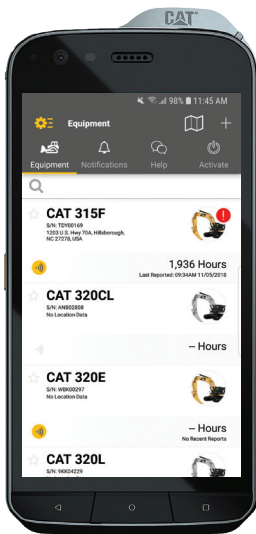 CAT
98% 11:45 AM
Equipment
Equipment Notifications Help Activate
CAT 315F
S/N: TDY00169
1203 U.S. Hwy 70A, Hillsborough,
NC 27278, USA
1,936 Hours
Last Reported: 09:34AM 11/05/2018
CAT 320CL
S/N: ANB02808
No Location Data
-- Hours
CAT 320E
S/N: WBK00297
No Location Data
-- Hours
No Recent Reports
CAT 320L
S/N: 9KK04229